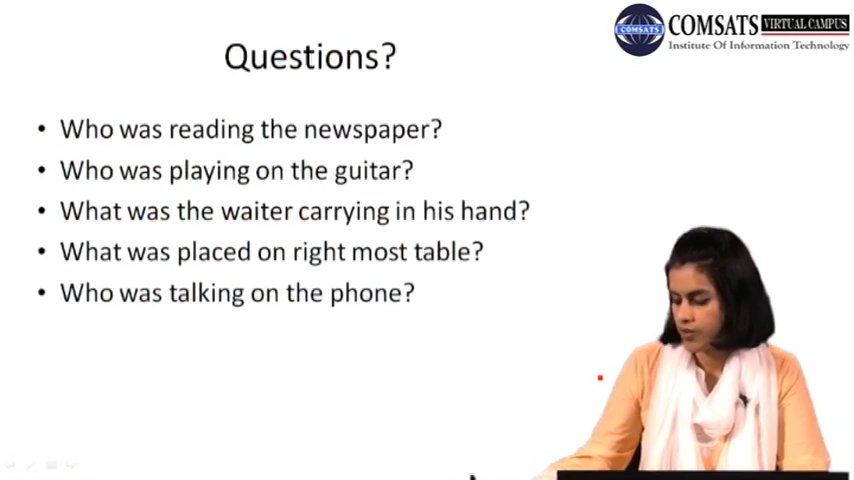 COMSATS VIRTUAL CAMPUS
Institute Of Information Technology
COMSATS
Questions?
• Who was reading the newspaper?
• Who was playing on the guitar?
• What was the waiter carrying in his hand?
• What was placed on right most table?
• Who was talking on the phone?